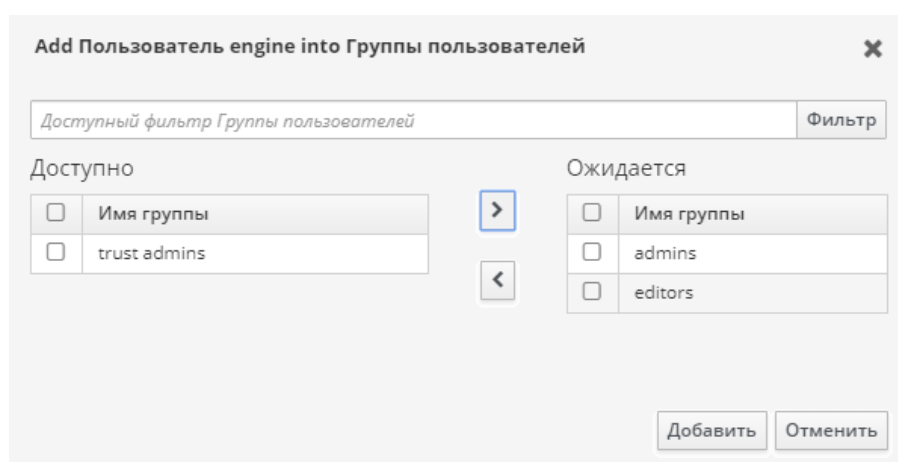 Add Пользователь engine into Группы пользователей
Доступный фильтр Группы пользователей
Фильтр
Доступно
Имя группы
trust admins
Ожидается
Имя группы
admins
editors
Добавить
Отменить